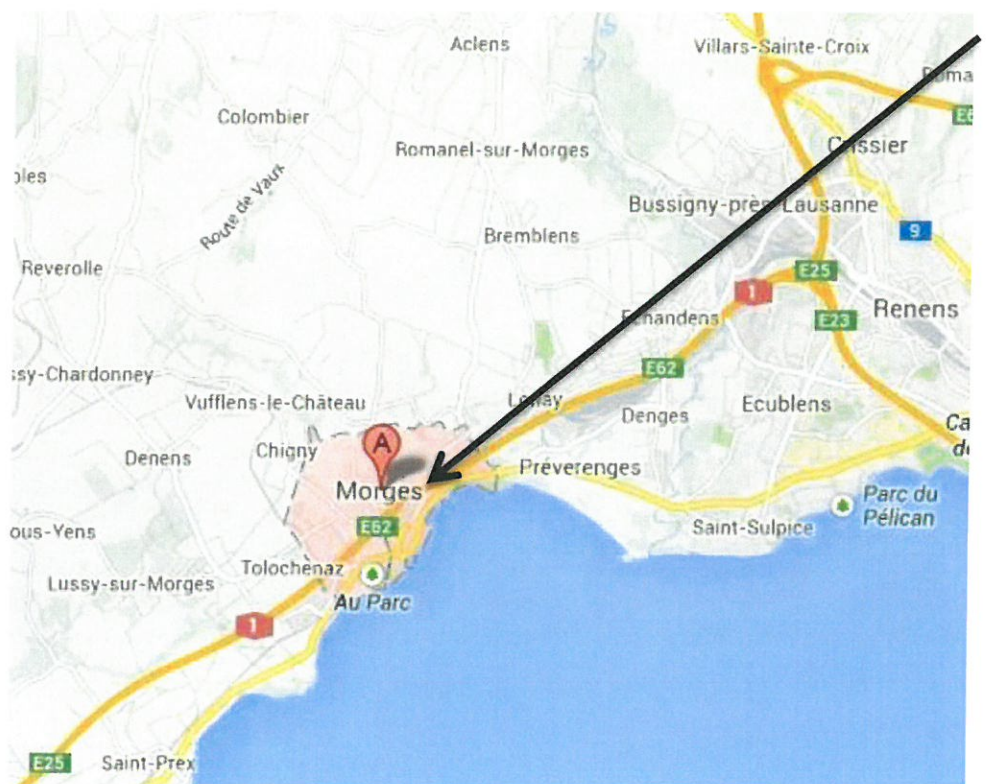 Aclens
Villars-Sainte-Croix
Colombier
Romanel-sur-Morges
Crissier
Route de Vaux
Bussigny-près-Lausanne
9
Bremblens
Reverolle
E25
1
Renens
Echandens
E23
E62
Vufflens-le-Château
Lonay
Denges
Ecublens
A
Chigny
Denens
Préverenges
Morges
Parc du
Pélican
E62
Saint-Sulpice
Tolochenaz
Lussy-sur-Morges
Au Parc
1
E25
Saint-Prex